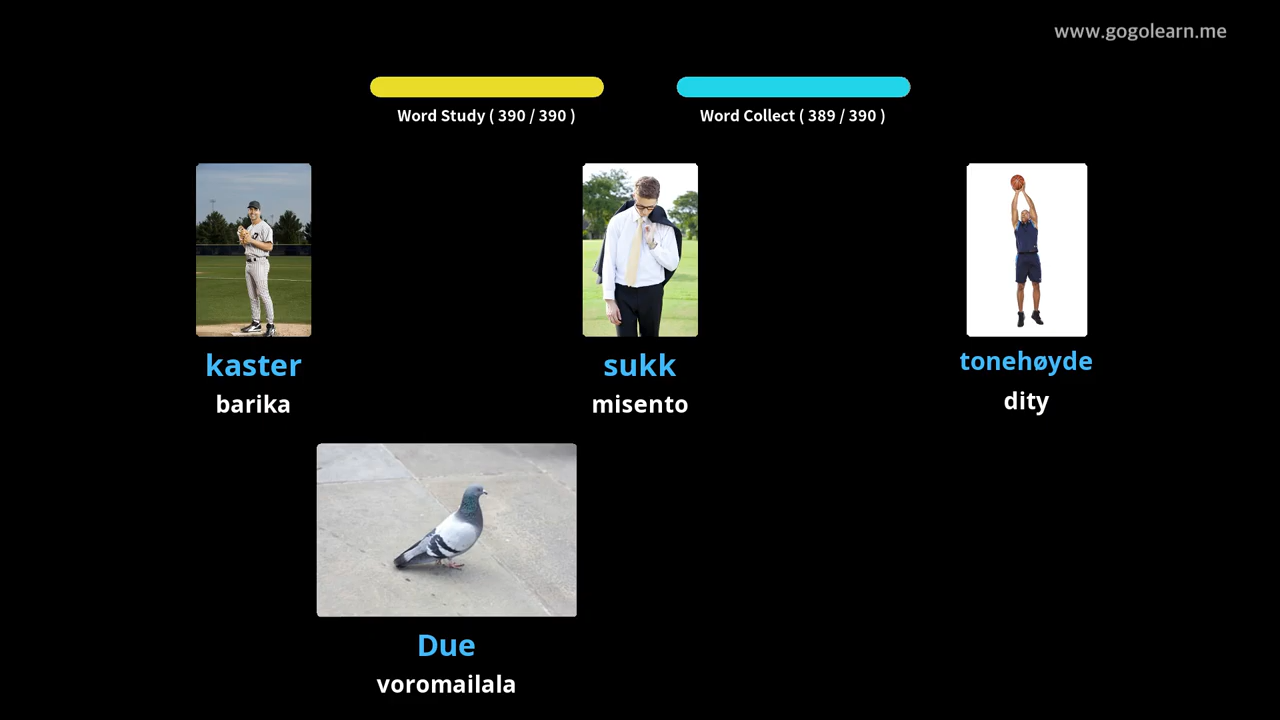 www.gogolearn.me
Word Study ( 390 / 390 )
Word Collect ( 389 / 390 )
kaster
barika
sukk
misento
tonehøyde
dity
Due
voromailala